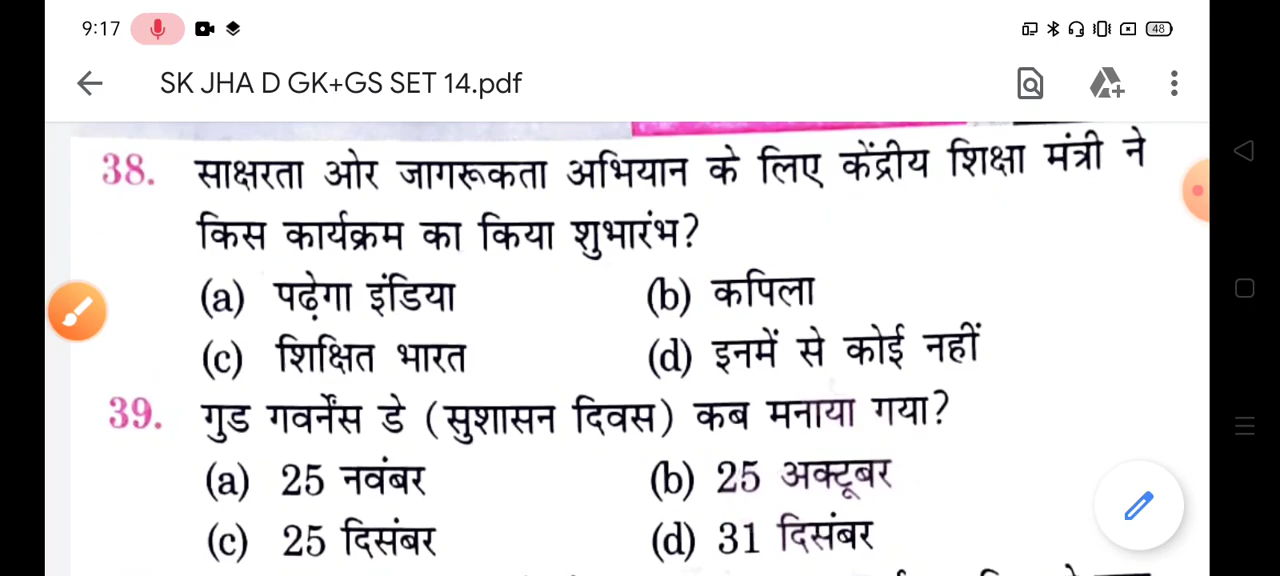 9:17
48
SK JHA D GK+GS SET 14.pdf
38. साक्षरता ओर जागरूकता अभियान के लिए केंद्रीय शिक्षा मंत्री ने
किस कार्यक्रम का किया शुभारंभ?
(a) पढ़ेगा इंडिया (b) कपिला
(c) शिक्षित भारत (d) इनमें से कोई नहीं
39. गुड गवर्नेंस डे (सुशासन दिवस) कब मनाया गया?
(a) 25 नवंबर (b) 25 अक्टूबर
(c) 25 दिसंबर (d) 31 दिसंबर